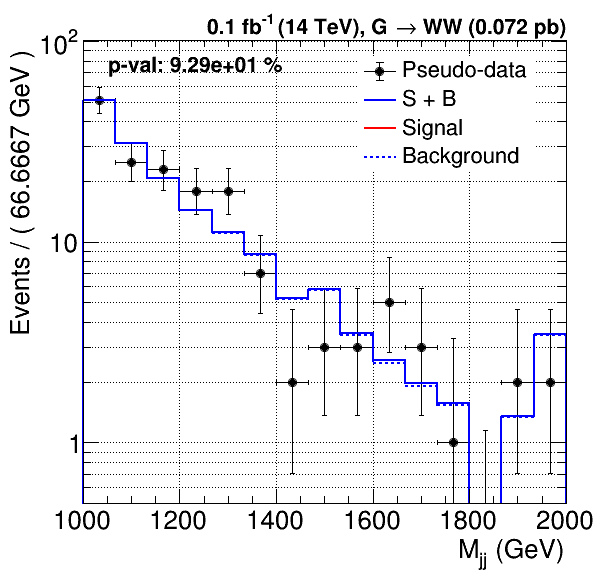 0.1 fb⁻¹ (14 TeV), G → WW (0.072 pb)
10²
p-val: 9.29e+01 %
Pseudo-data
S + B
Signal
Background
Events / ( 66.6667 GeV )
10
1
1000 1200 1400 1600 1800 2000
M_jj (GeV)